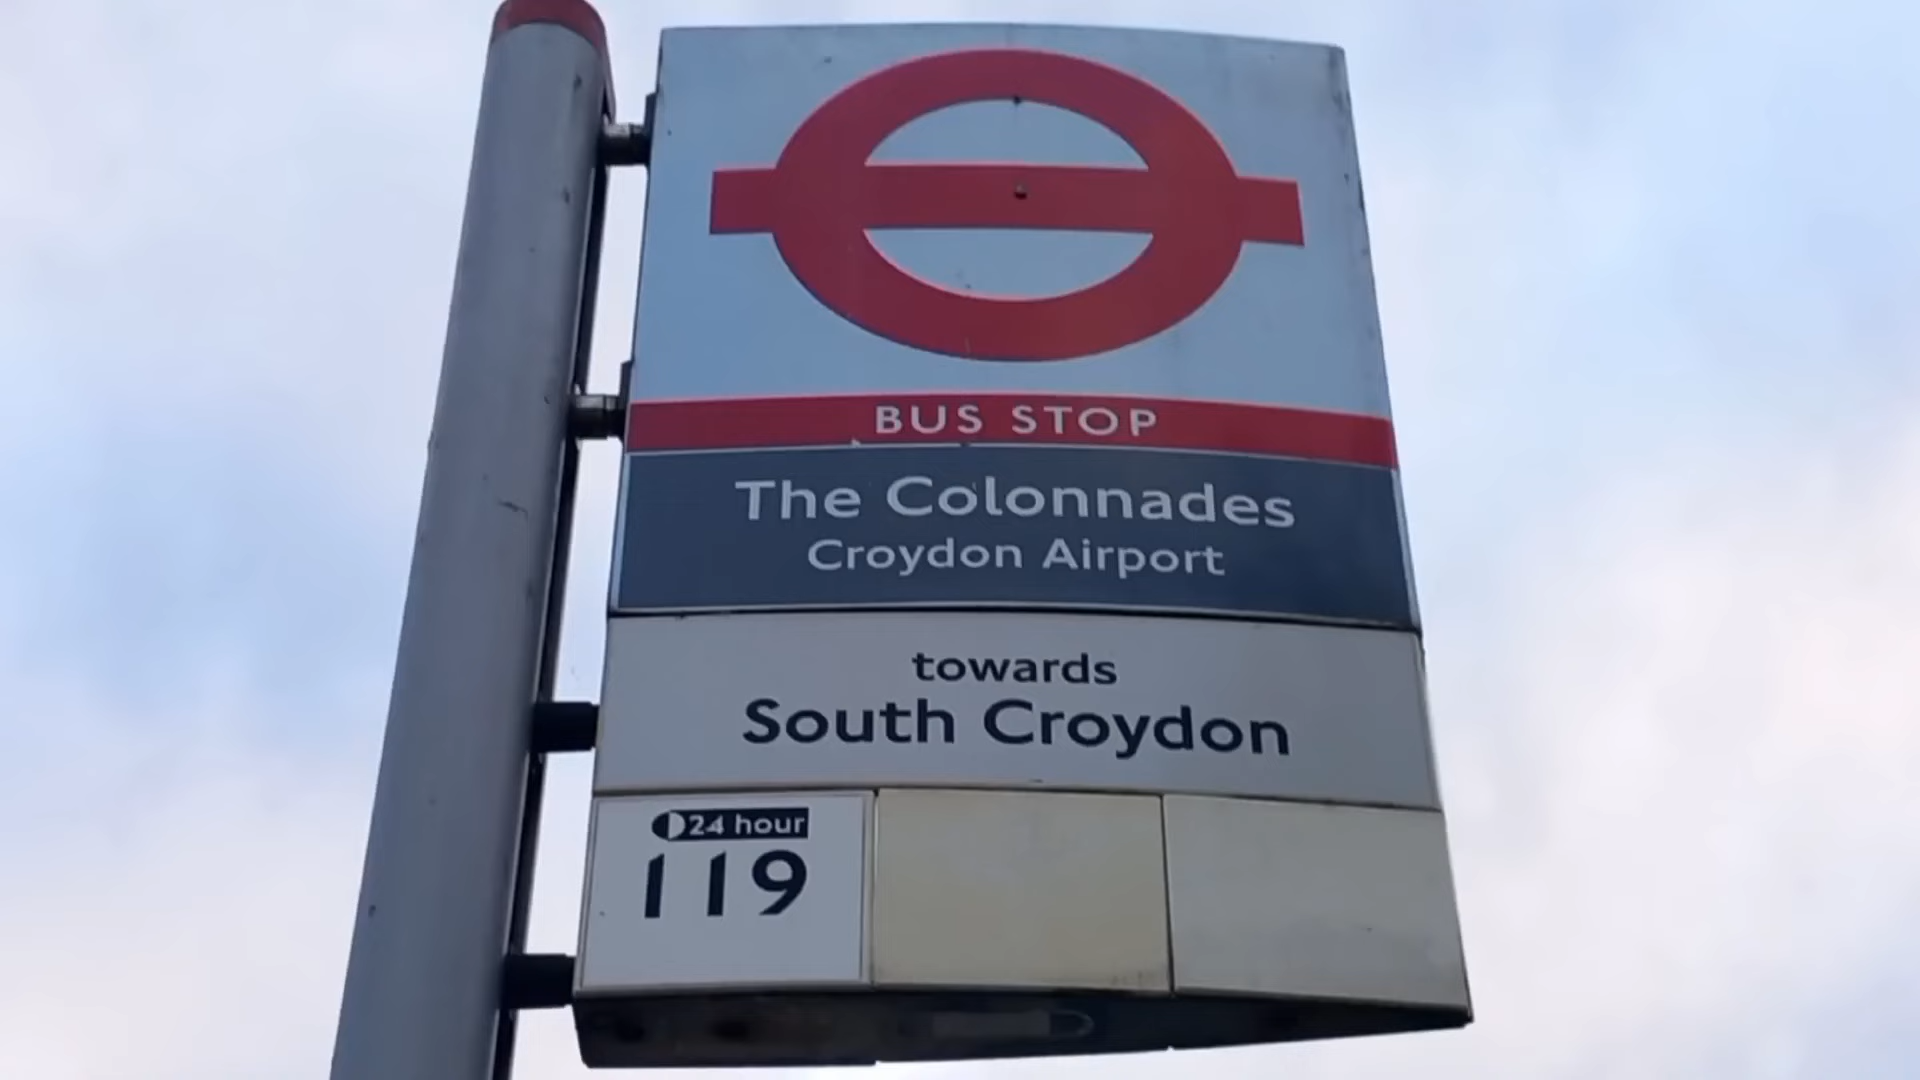 BUS STOP
The Colonnades
Croydon Airport
towards
South Croydon
24 hour
119